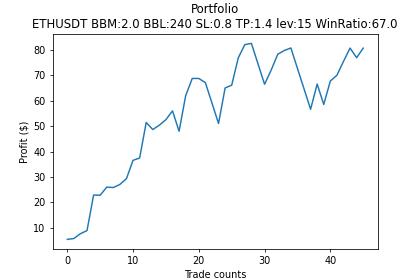 Portfolio
ETHUSDT BBM:2.0 BBL:240 SL:0.8 TP:1.4 lev:15 WinRatio:67.0
80
70
60
50
40
30
20
10
Profit ($)
0 10 20 30 40
Trade counts